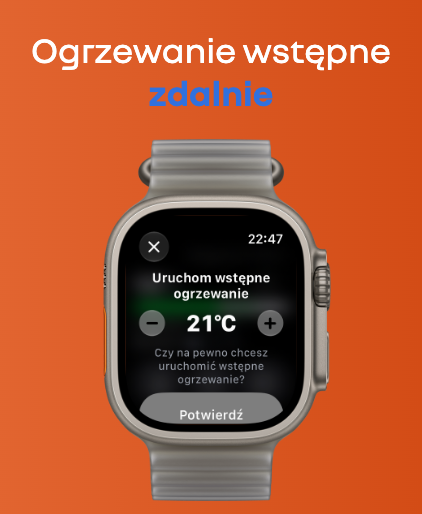 Ogrzewanie wstępne
zdalnie
22:47
Uruchom wstępne
ogrzewanie
21°C
Czy na pewno chcesz
uruchomić wstępne
ogrzewanie?
Potwierdź